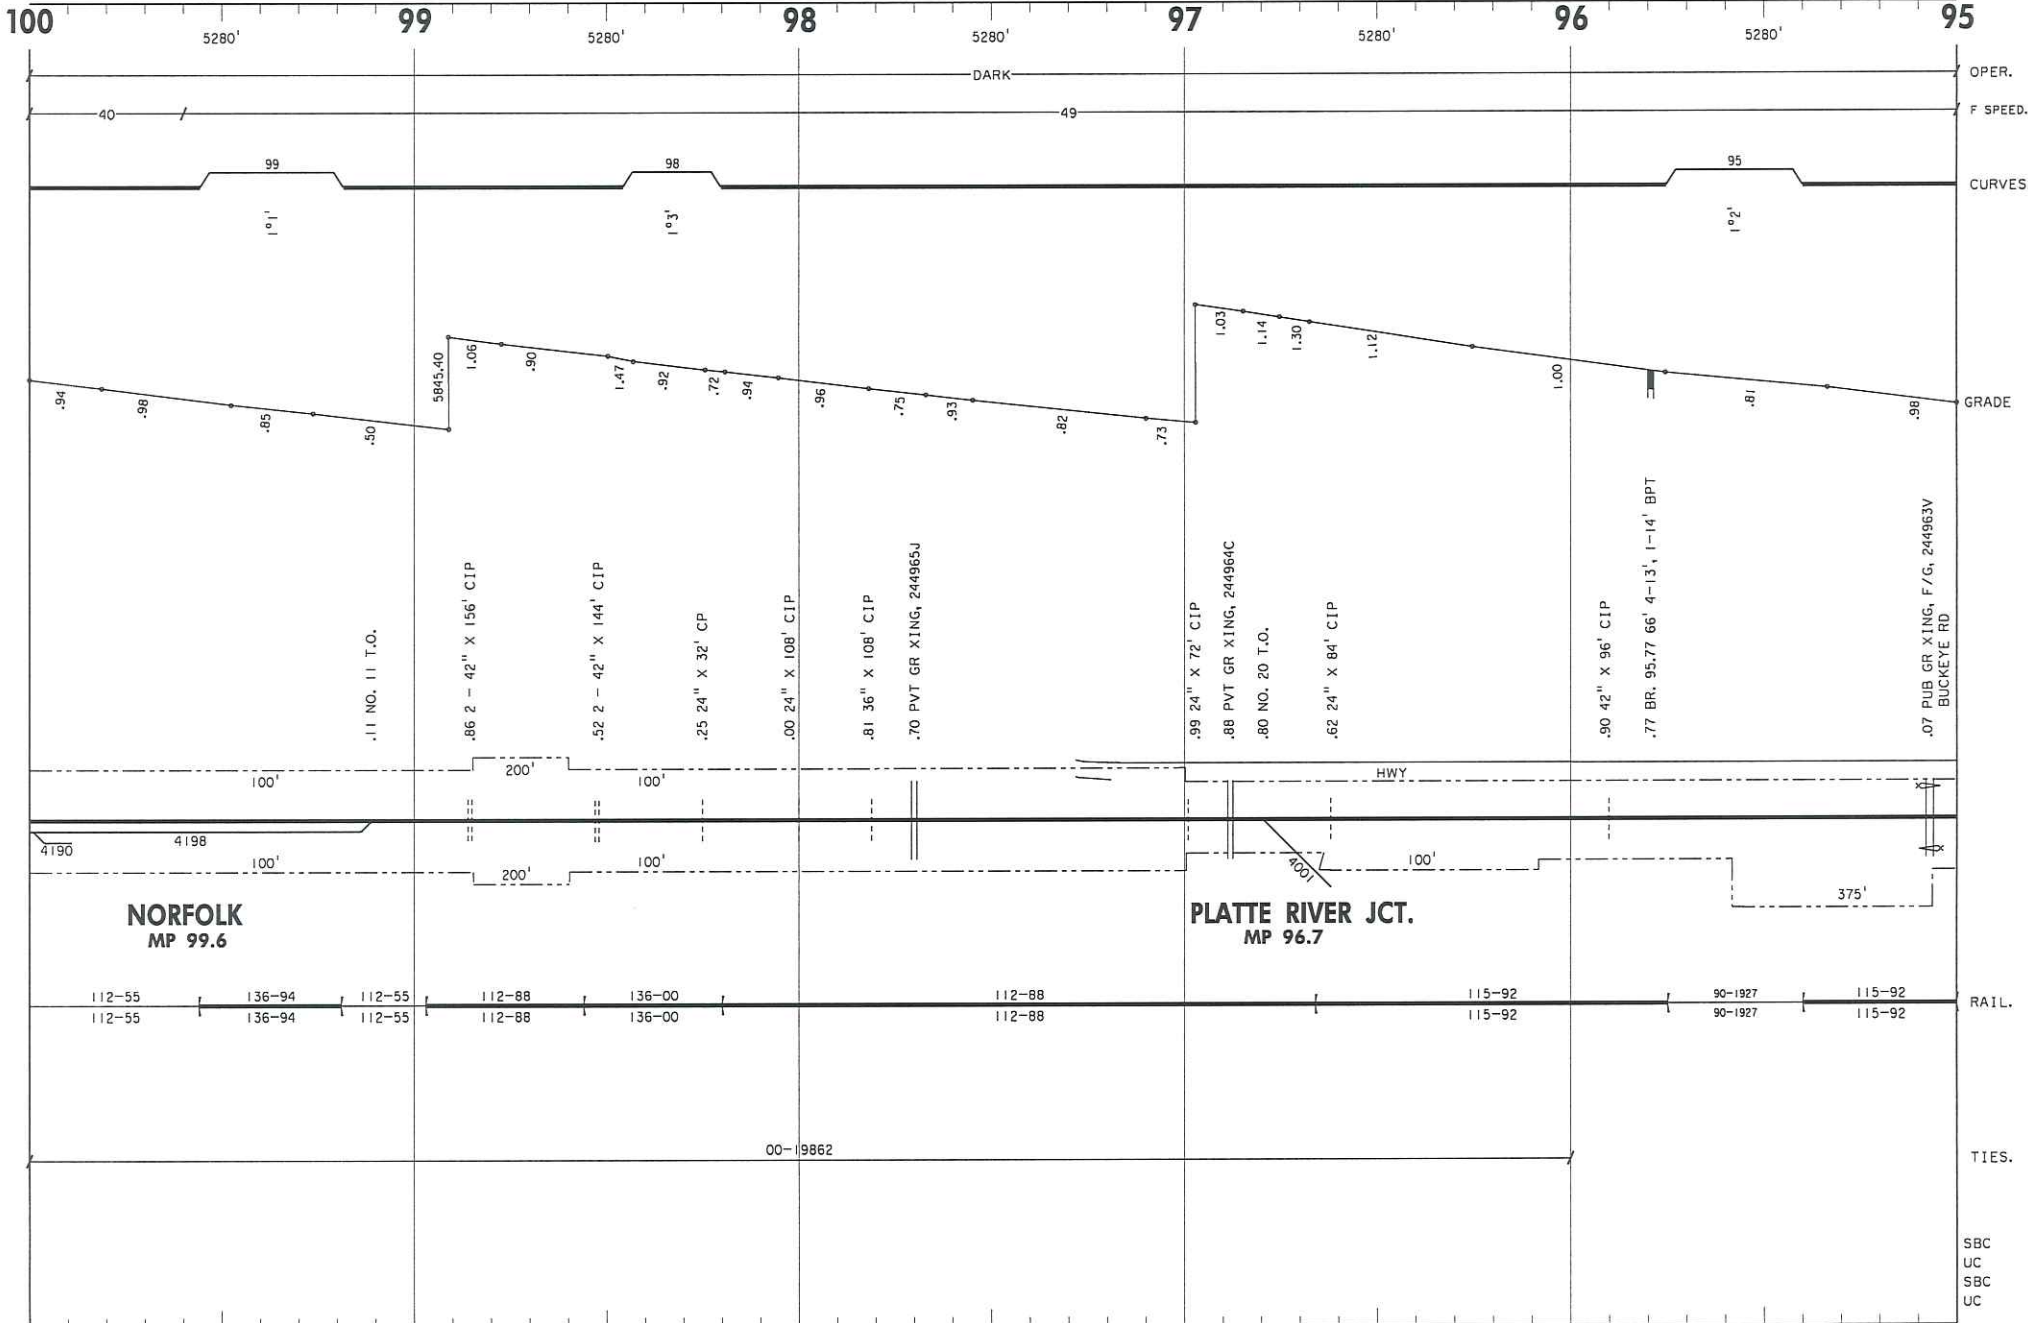 100 99 98 97 96 95
5280' 5280' 5280' 5280' 5280'
DARK OPER.
40 49 F SPEED.
99 98 95
CURVES
1°1' 1°3' 1°2'
5845.40
.94 .98 .85 .50 1.06 .90 1.47 .92 .72 .94 .96 .75 .93 .82 .73 1.03 1.14 1.30 1.12 1.00 .81 .98
GRADE
.11 NO. 11 T.O.
.86 2 - 42" X 156' CIP
.52 2 - 42" X 144' CIP
.25 24" X 32' CP
.00 24" X 108' CIP
.81 36" X 108' CIP
.70 PVT GR XING, 244965J
.99 24" X 72' CIP
.88 PVT GR XING, 244964C
.80 NO. 20 T.O.
.62 24" X 84' CIP
.90 42" X 96' CIP
.77 BR. 95.77 66' 4-13', 1-14' BPT
.07 PUB GR XING, F/G, 244963V
BUCKEYE RD
100' 200' 100' HWY
4190 4198 4001
100' 200' 100' 100' 375'
NORFOLK
MP 99.6
PLATTE RIVER JCT.
MP 96.7
112-55 136-94 112-55 112-88 136-00 112-88 115-92 90-1927 115-92
RAIL.
112-55 136-94 112-55 112-88 136-00 112-88 115-92 90-1927 115-92
00-19862
TIES.
SBC
UC
SBC
UC